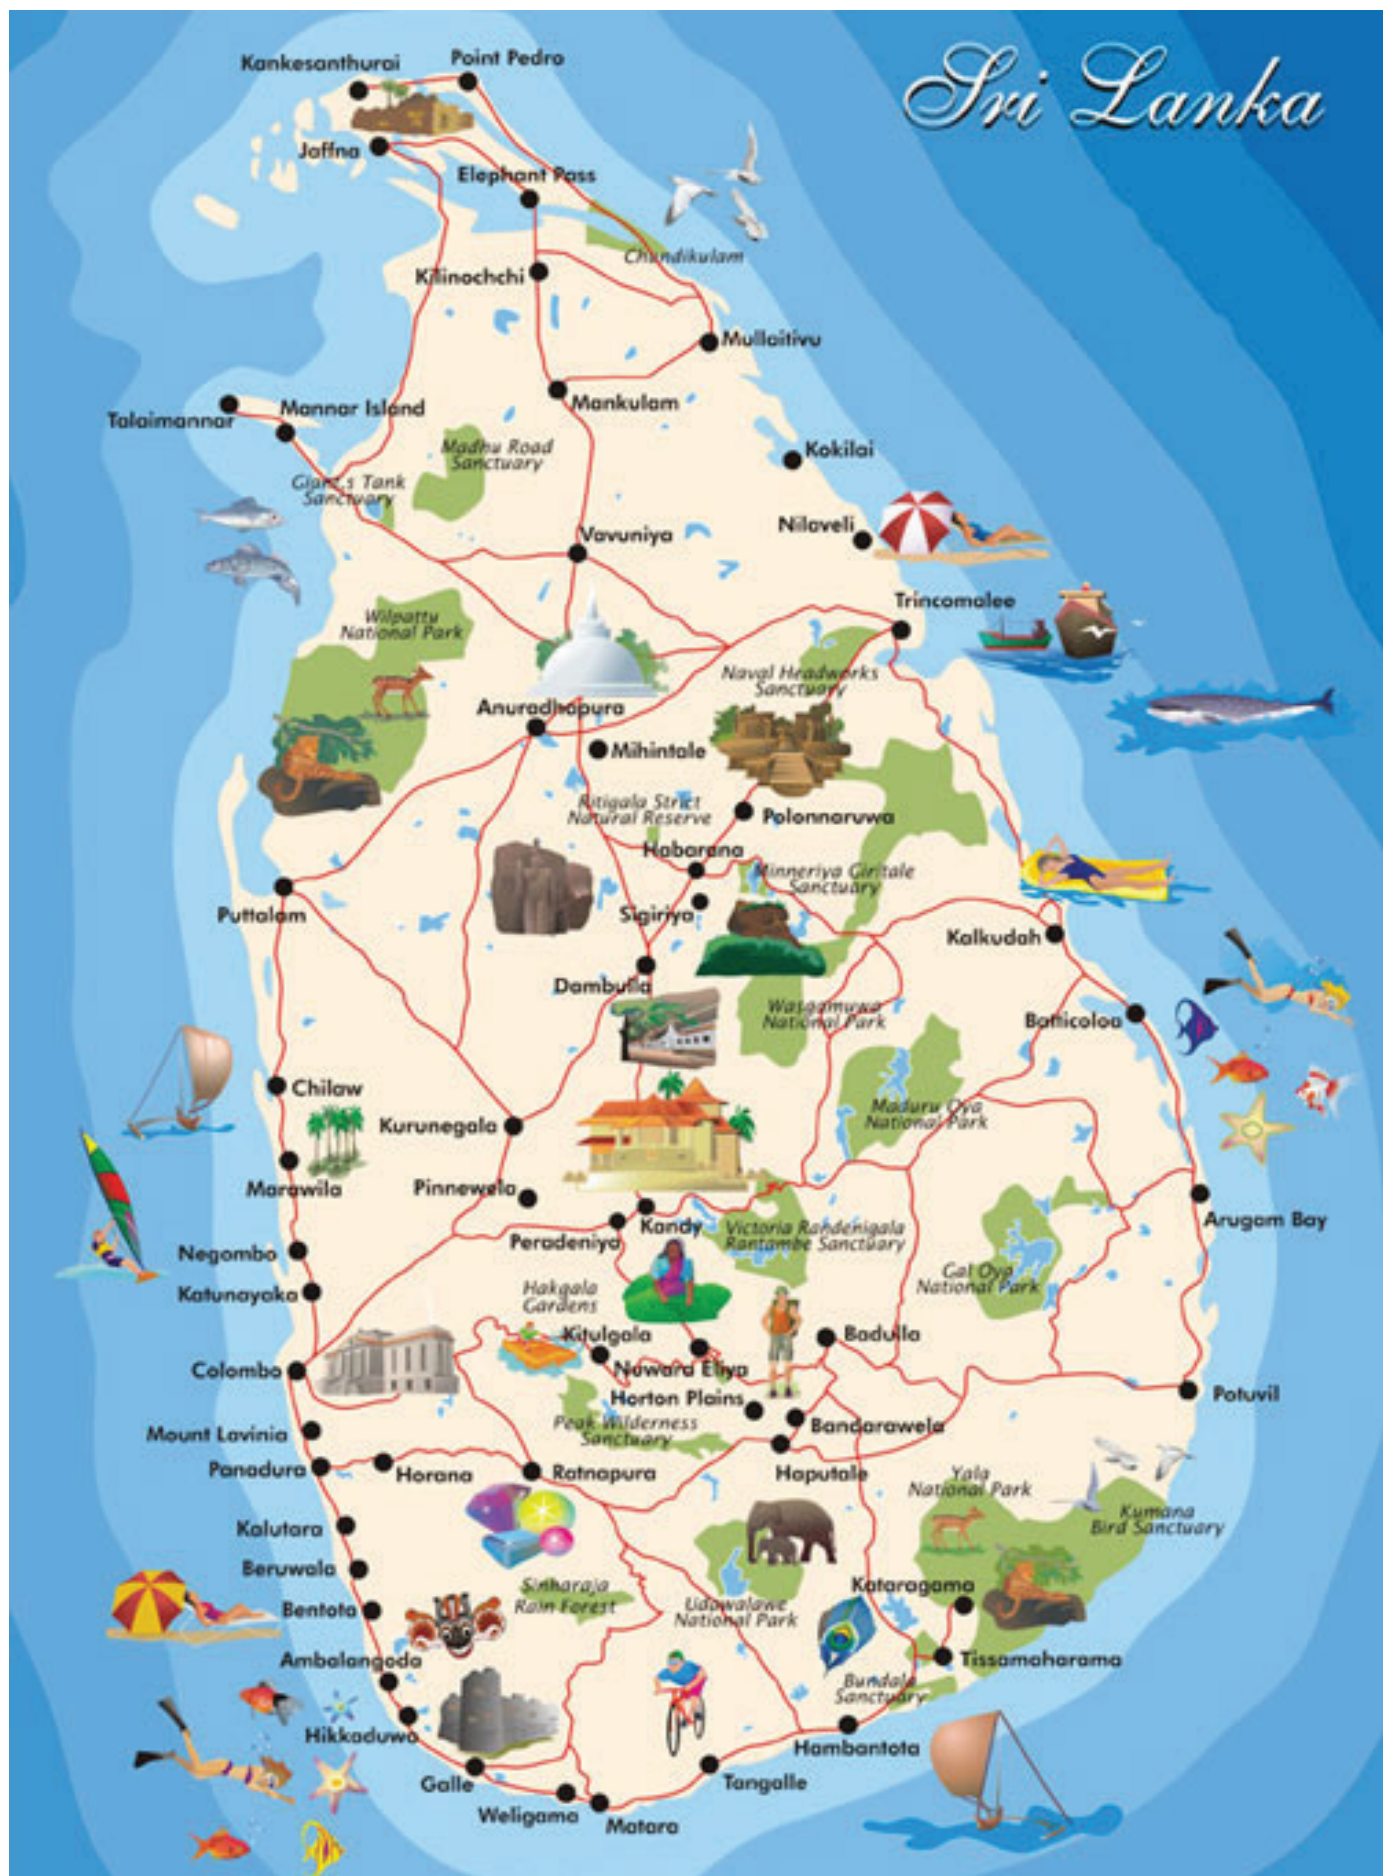 Sri Lanka
Point Pedro
Kankesanthurai
Jaffna
Elephant Pass
Chundikulam
Kilinochchi
Mullaitivu
Mankulam
Mannar Island
Talaimannar
Madhu Road
Sanctuary
Kokilai
Giant,s Tank
Sanctuary
Nilaveli
Vavuniya
Trincomalee
Wilpattu
National Park
Naval Headworks
Sanctuary
Anuradhapura
Mihintale
Ritigala Strict
Natural Reserve
Polonnaruwa
Habarana
Minneriya Giritale
Sanctuary
Sigiriya
Puttalam
Kalkudah
Dambulla
Wasgamuwa
National Park
Batticoloa
Chilaw
Maduru Oya
National Park
Kurunegala
Marawila
Pinnewela
Kandy
Peradeniya
Victoria Randenigala
Rantambe Sanctuary
Arugam Bay
Negombo
Katunayaka
Gal Oya
National Park
Hakgala
Gardens
Kitulgala
Badulla
Colombo
Nuwara Eliya
Horton Plains
Potuvil
Peak Wilderness
Sanctuary
Bandarawela
Mount Lavinia
Panadura
Horana
Ratnapura
Haputale
Yala
National Park
Kumana
Bird Sanctuary
Kalutara
Beruwala
Sinharaja
Rain Forest
Kataragama
Udawalawe
National Park
Bentota
Ambalangoda
Tissamaharama
Bundala
Sanctuary
Hikkaduwa
Hambantota
Galle
Tangalle
Weligama
Matara